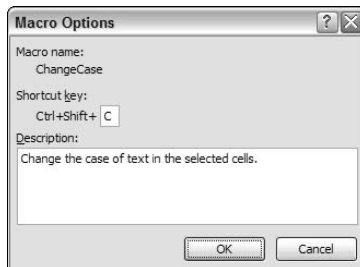 Macro Options
Macro name:
ChangeCase
Shortcut key:
Ctrl+Shift+ C
Description:
Change the case of text in the selected cells.
OK Cancel